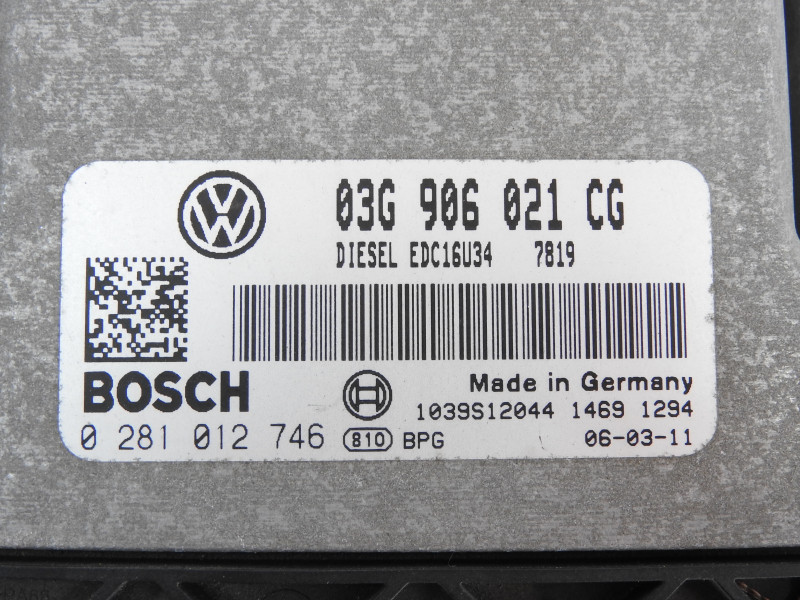 03G 906 021 CG
DIESEL EDC16U34 7819
BOSCH
Made in Germany
1039S12044 1469 1294
0 281 012 746 810 BPG 06-03-11